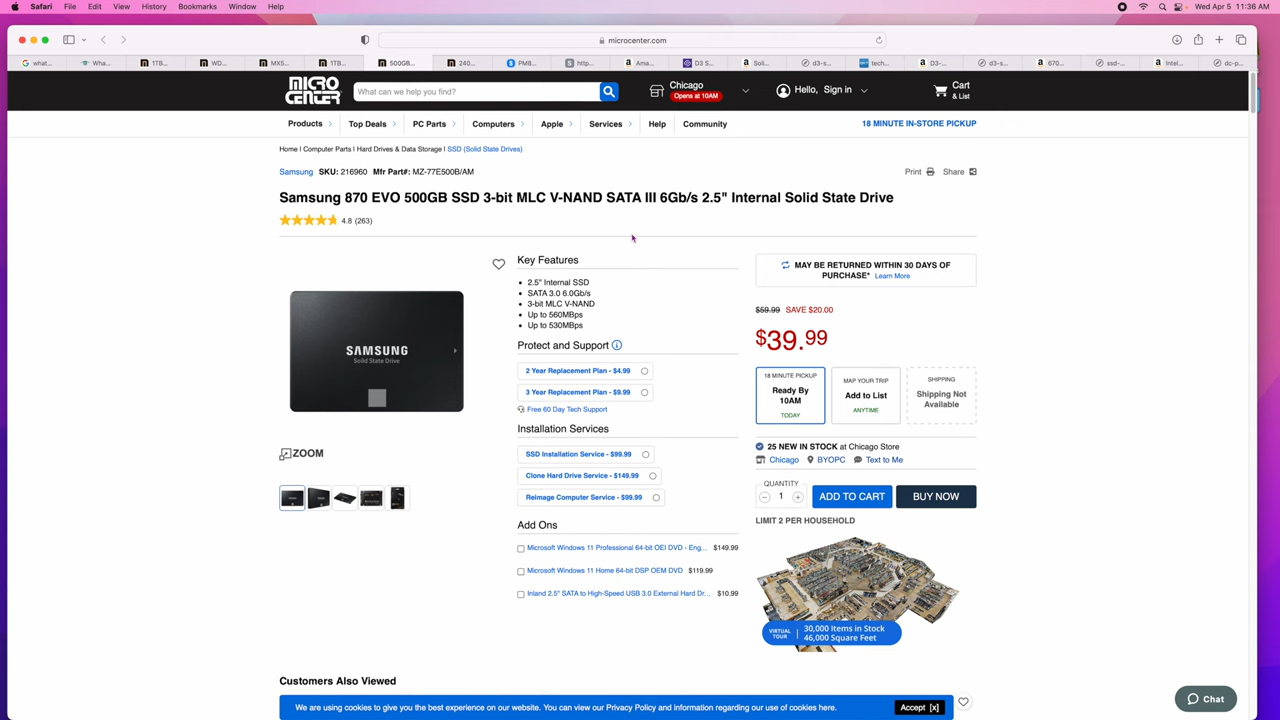 Safari File Edit View History Bookmarks Window Help
Wed Apr 5 11:36 AM
microcenter.com
what... Wha... 1TB... WD... MX5... 1TB... 500GB... 240... PM8... http... Ama... D3 S... Soli... d3-s... tech... D3-... d3-s... 670... ssd-... Intel... dc-p...
MICRO CENTER
What can we help you find?
Chicago
Opens at 10AM
Hello, Sign in
Cart
& List
Products Top Deals PC Parts Computers Apple Services Help Community
18 MINUTE IN-STORE PICKUP
Home | Computer Parts | Hard Drives & Data Storage | SSD (Solid State Drives)
Samsung SKU: 216960 Mfr Part#: MZ-77E500B/AM
Print Share
Samsung 870 EVO 500GB SSD 3-bit MLC V-NAND SATA III 6Gb/s 2.5" Internal Solid State Drive
4.8 (263)
SAMSUNG
Solid State Drive
ZOOM
Key Features
• 2.5" Internal SSD
• SATA 3.0 6.0Gb/s
• 3-bit MLC V-NAND
• Up to 560MBps
• Up to 530MBps
Protect and Support
2 Year Replacement Plan - $4.99
3 Year Replacement Plan - $9.99
Free 60 Day Tech Support
Installation Services
SSD Installation Service - $99.99
Clone Hard Drive Service - $149.99
Reimage Computer Service - $99.99
Add Ons
Microsoft Windows 11 Professional 64-bit OEI DVD - Eng... $149.99
Microsoft Windows 11 Home 64-bit DSP OEM DVD $119.99
Inland 2.5" SATA to High-Speed USB 3.0 External Hard Dr... $10.99
MAY BE RETURNED WITHIN 30 DAYS OF
PURCHASE* Learn More
$59.99 SAVE $20.00
$39.99
18 MINUTE PICKUP
Ready By
10AM
TODAY
MAP YOUR TRIP
Add to List
ANYTIME
SHIPPING
Shipping Not
Available
25 NEW IN STOCK at Chicago Store
Chicago BYOPC Text to Me
QUANTITY
1
ADD TO CART
BUY NOW
LIMIT 2 PER HOUSEHOLD
VIRTUAL
TOUR
30,000 Items in Stock
46,000 Square Feet
Customers Also Viewed
We are using cookies to give you the best experience on our website. You can view our Privacy Policy and information regarding our use of cookies here.
Accept [x]
Chat